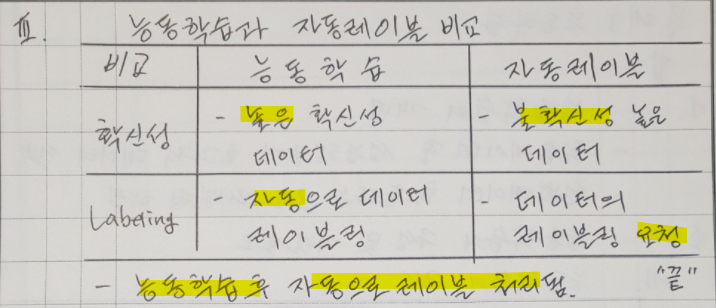 Ⅲ. 능동학습과 자동레이블 비교
비교 능동학습 자동레이블
확신성 - 높은 확신성 데이터 - 불확신성 높은 데이터
Labeling - 자동으로 데이터 레이블링 - 데이터의 레이블링 요청
- 능동학습 후 자동으로 레이블 처리됨. "끝"